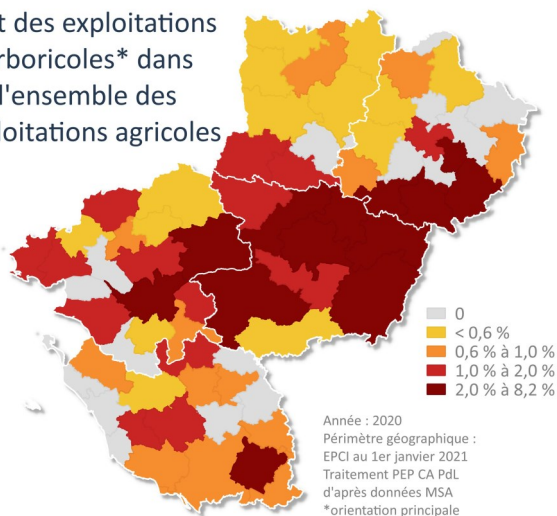 t des exploitations
rboricoles* dans
l'ensemble des
loitations agricoles
0
< 0,6 %
0,6 % à 1,0 %
1,0 % à 2,0 %
2,0 % à 8,2 %
Année : 2020
Périmètre géographique :
EPCI au 1er janvier 2021
Traitement PEP CA PdL
d'après données MSA
*orientation principale